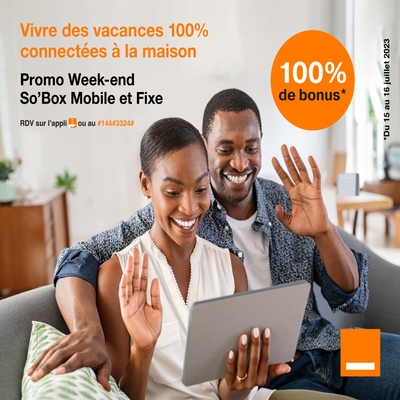 Vivre des vacances 100%
connectées à la maison
Promo Week-end
So'Box Mobile et Fixe
RDV sur l'appli ou au #144#3324#
100%
de bonus*
*Du 15 au 16 juillet 2023